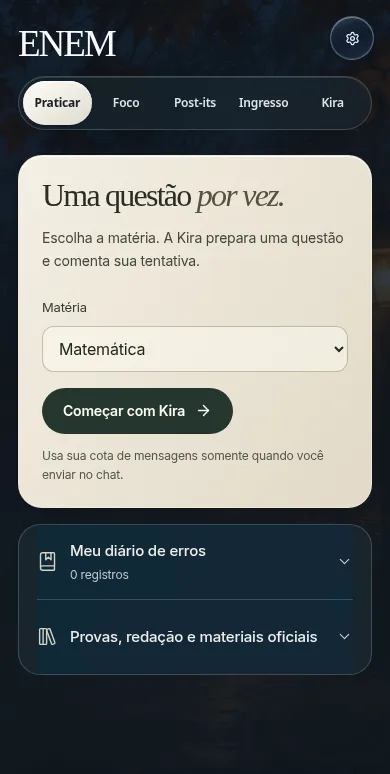 ENEM
Praticar Foco Post-its Ingresso Kira
Uma questão por vez.
Escolha a matéria. A Kira prepara uma questão
e comenta sua tentativa.
Matéria
Matemática
Começar com Kira
Usa sua cota de mensagens somente quando você
enviar no chat.
Meu diário de erros
0 registros
Provas, redação e materiais oficiais